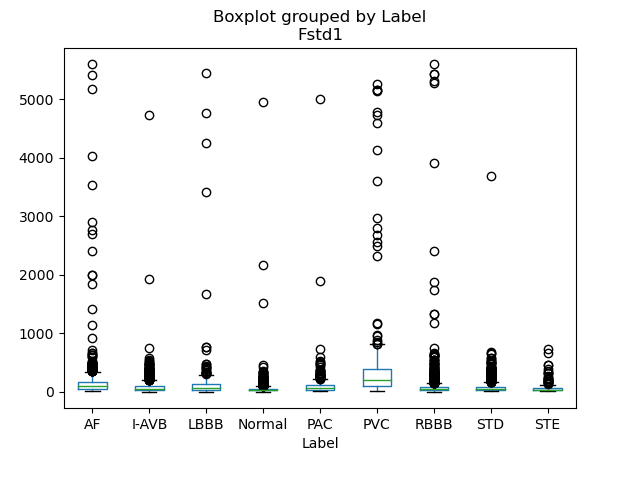 Boxplot grouped by Label
Fstd1
5000
4000
3000
2000
1000
0
AF I-AVB LBBB Normal PAC PVC RBBB STD STE
Label